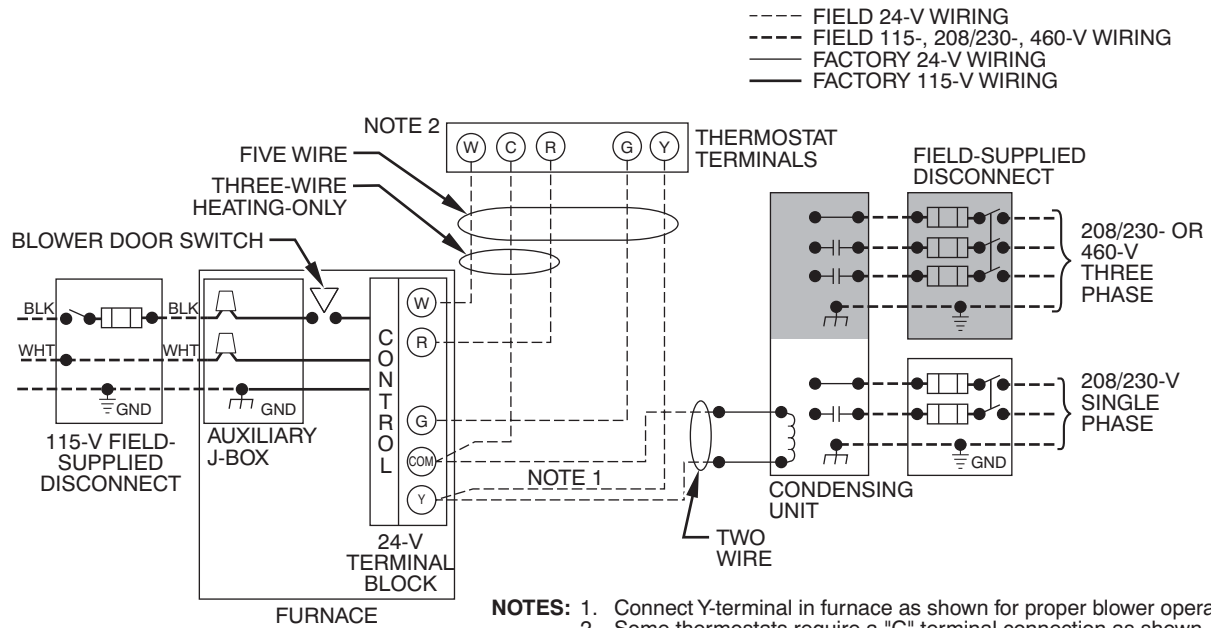 FIELD 24-V WIRING
FIELD 115-, 208/230-, 460-V WIRING
FACTORY 24-V WIRING
FACTORY 115-V WIRING
NOTE 2
W C R G Y
THERMOSTAT
TERMINALS
FIVE WIRE
THREE-WIRE
HEATING-ONLY
BLOWER DOOR SWITCH
FIELD-SUPPLIED
DISCONNECT
208/230- OR
460-V
THREE
PHASE
BLK
BLK
WHT
WHT
GND
GND
115-V FIELD-
SUPPLIED
DISCONNECT
AUXILIARY
J-BOX
CONTROL
W
R
G
COM
Y
24-V
TERMINAL
BLOCK
FURNACE
NOTE 1
TWO
WIRE
CONDENSING
UNIT
GND
208/230-V
SINGLE
PHASE
NOTES: 1. Connect Y-terminal in furnace as shown for proper blower opera